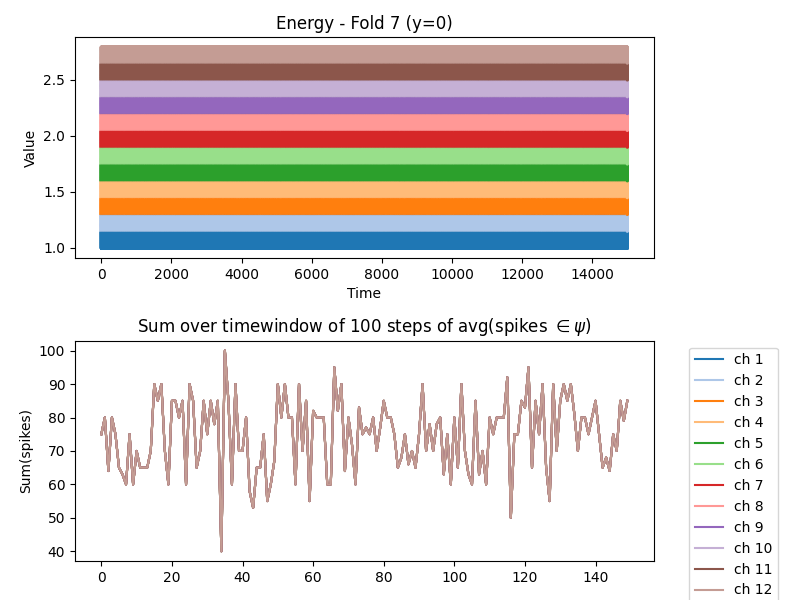 Energy - Fold 7 (y=0)
Value
2.5
2.0
1.5
1.0
0 2000 4000 6000 8000 10000 12000 14000
Time
Sum over timewindow of 100 steps of avg(spikes ∈ ψ)
Sum(spikes)
100
90
80
70
60
50
40
0 20 40 60 80 100 120 140
ch 1
ch 2
ch 3
ch 4
ch 5
ch 6
ch 7
ch 8
ch 9
ch 10
ch 11
ch 12